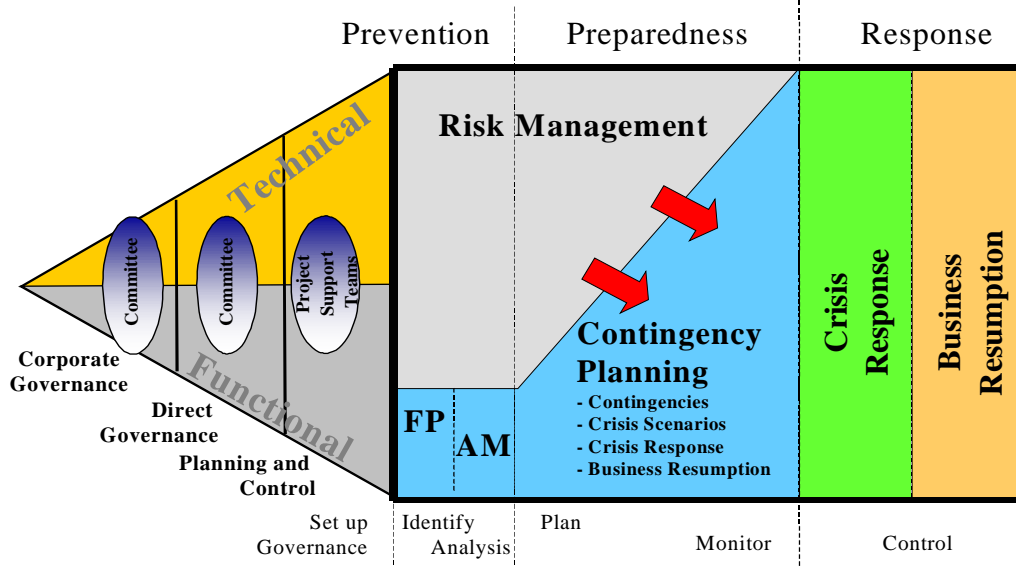 Prevention
Preparedness
Response
Risk Management
Technical
Functional
Committee
Committee
Project
Support
Teams
Corporate
Governance
Direct
Governance
Planning and
Control
FP
AM
Contingency
Planning
- Contingencies
- Crisis Scenarios
- Crisis Response
- Business Resumption
Crisis
Response
Business
Resumption
Set up
Governance
Identify
Analysis
Plan
Monitor
Control